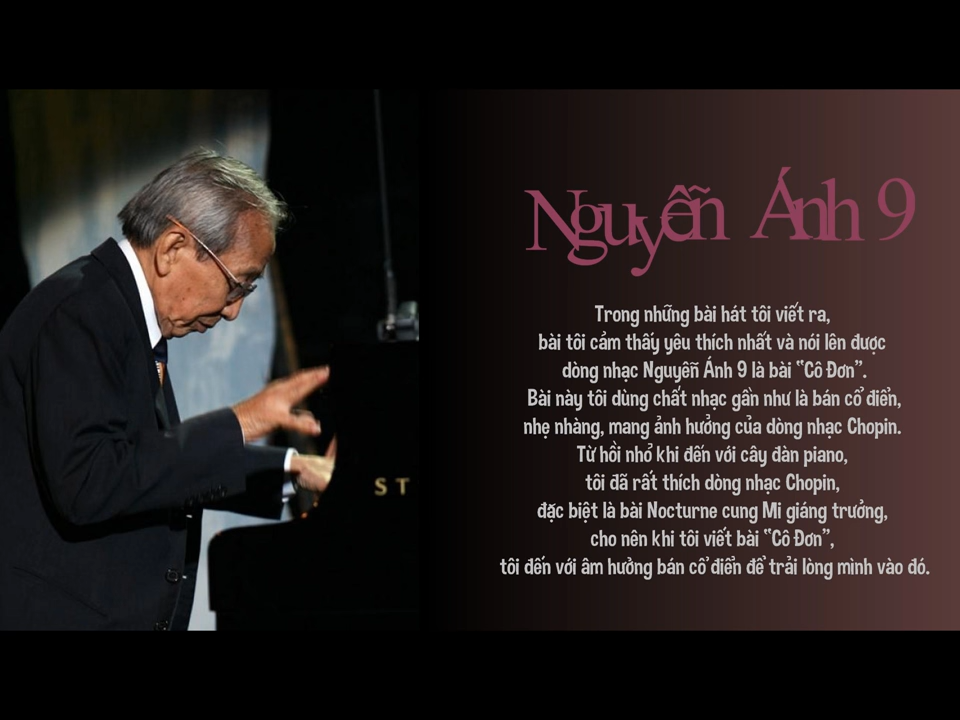 ST
Nguyễn Ánh 9
Trong những bài hát tôi viết ra,
bài tôi cảm thấy yêu thích nhất và nói lên được
dòng nhạc Nguyễn Ánh 9 là bài “Cô Đơn”.
Bài này tôi dùng chất nhạc gần như là bán cổ điển,
nhẹ nhàng, mang ảnh hưởng của dòng nhạc Chopin.
Từ hồi nhỏ khi đến với cây đàn piano,
tôi đã rất thích dòng nhạc Chopin,
đặc biệt là bài Nocturne cung Mi giáng trưởng,
cho nên khi tôi viết bài “Cô Đơn”,
tôi đến với âm hưởng bán cổ điển để trải lòng mình vào đó.